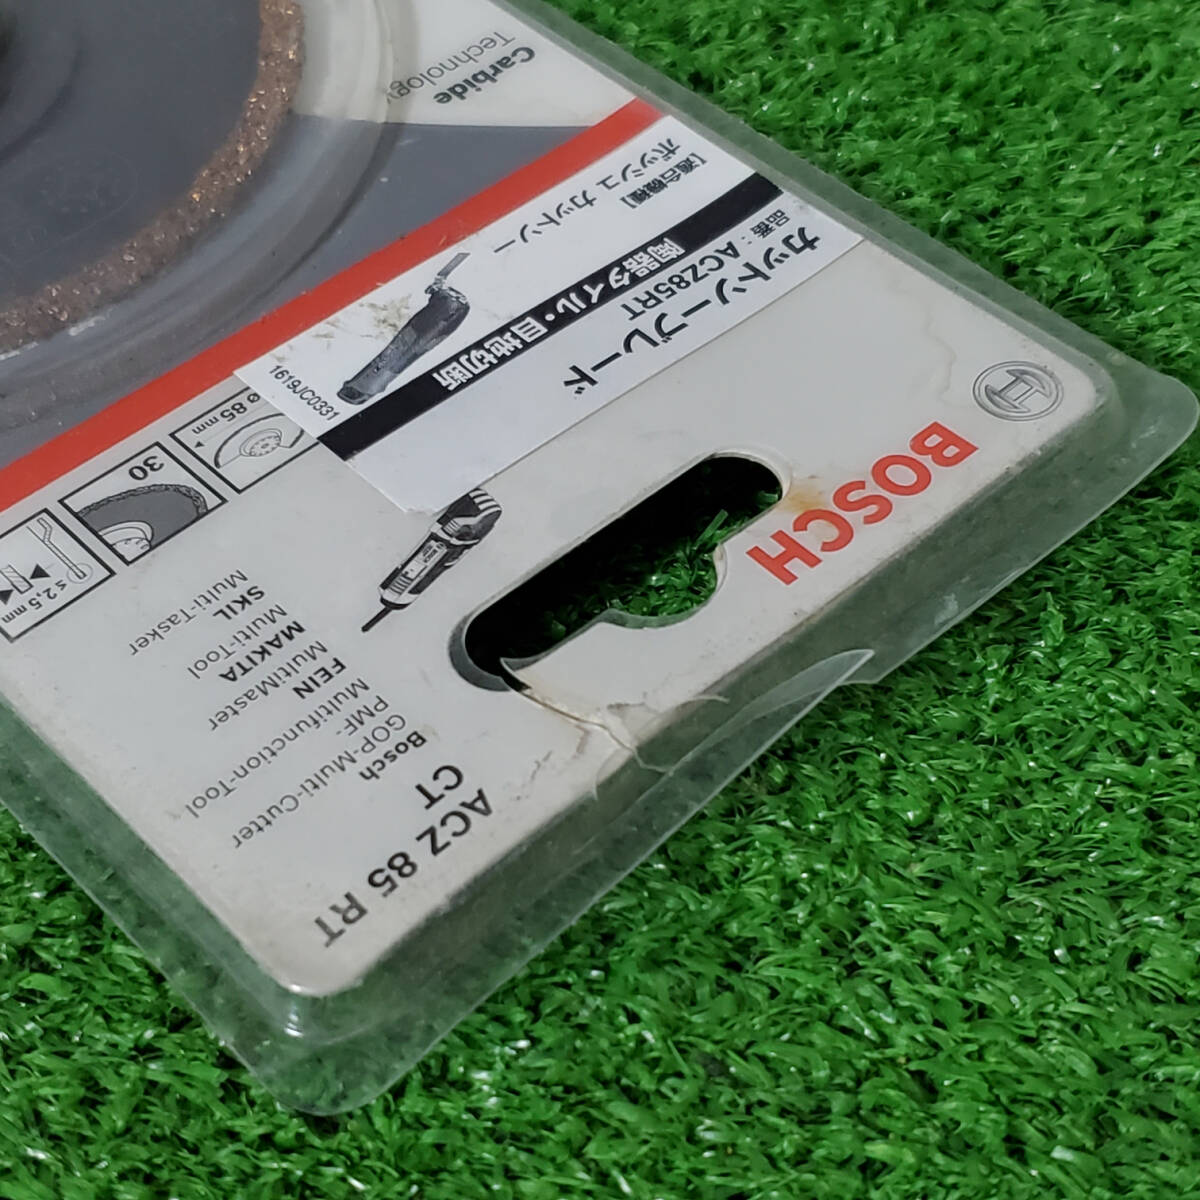 BOSCH
ACZ 85 RT
CT
Bosch
GOP-Multi-Cutter
PMF-
Multifunction-Tool
FEIN
MultiMaster
MAKITA
Multi-Tool
SKIL
Multi-Tasker
カットソーブレード
品番：ACZ85RT
陶器タイル・目地切断
[適合機種]
ボッシュ カットソー
1619JC0331
ø 85 mm
30
≤ 2,5 mm
Carbide
Technology